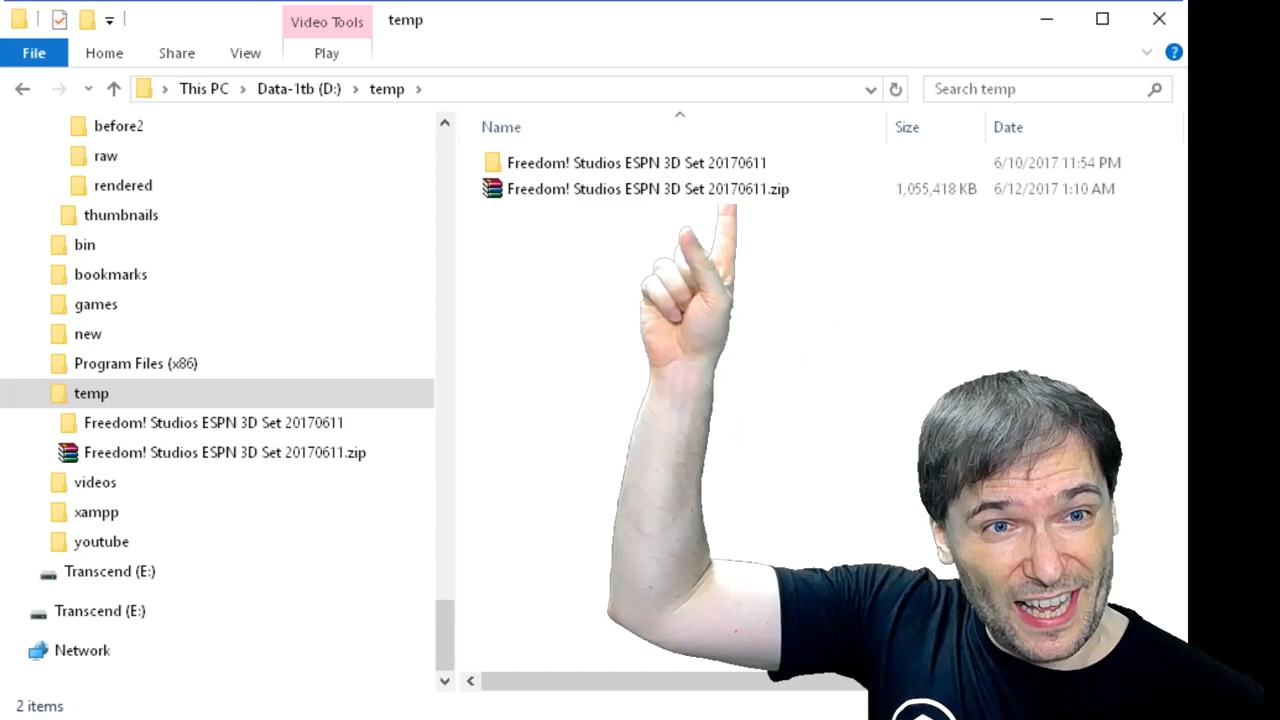 Video Tools temp
File Home Share View Play
This PC Data-1tb (D:) temp Search temp
before2
raw
rendered
thumbnails
bin
bookmarks
games
new
Program Files (x86)
temp
Freedom! Studios ESPN 3D Set 20170611
Freedom! Studios ESPN 3D Set 20170611.zip
videos
xampp
youtube
Transcend (E:)
Transcend (E:)
Network
Name Size Date
Freedom! Studios ESPN 3D Set 20170611 6/10/2017 11:54 PM
Freedom! Studios ESPN 3D Set 20170611.zip 1,055,418 KB 6/12/2017 1:10 AM
2 items